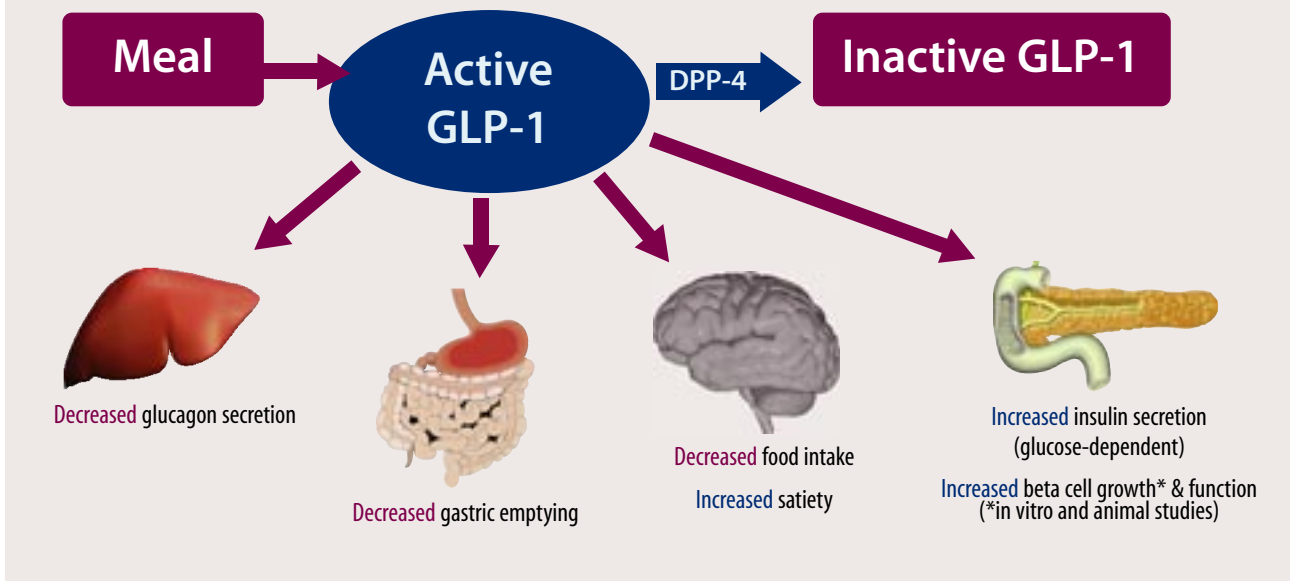 Meal
Active
GLP-1
DPP-4
Inactive GLP-1
Decreased glucagon secretion
Decreased gastric emptying
Decreased food intake
Increased satiety
Increased insulin secretion
(glucose-dependent)
Increased beta cell growth* & function
(*in vitro and animal studies)